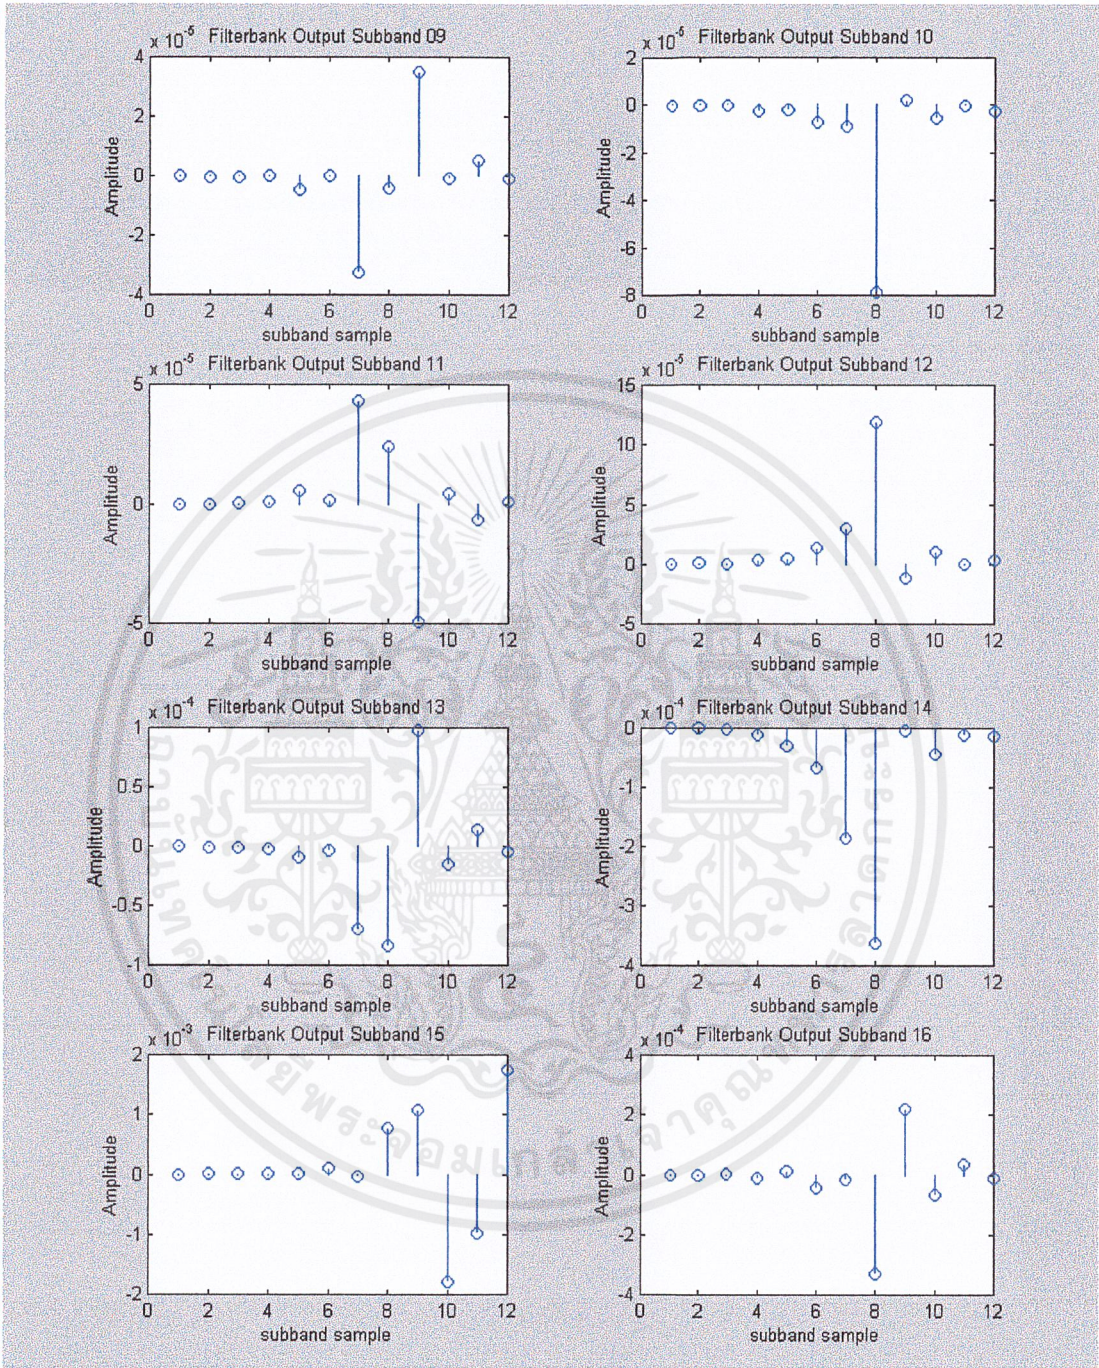 x 10-5 Filterbank Output Subband 09
4
2
0
-2
-4
Amplitude
0 2 4 6 8 10 12
subband sample
x 10-5 Filterbank Output Subband 10
2
0
-2
-4
-6
-8
Amplitude
0 2 4 6 8 10 12
subband sample
x 10-5 Filterbank Output Subband 11
5
0
-5
Amplitude
0 2 4 6 8 10 12
subband sample
x 10-5 Filterbank Output Subband 12
15
10
5
0
-5
Amplitude
0 2 4 6 8 10 12
subband sample
x 10-4 Filterbank Output Subband 13
1
0.5
0
-0.5
-1
Amplitude
0 2 4 6 8 10 12
subband sample
x 10-4 Filterbank Output Subband 14
0
-1
-2
-3
-4
Amplitude
0 2 4 6 8 10 12
subband sample
x 10-3 Filterbank Output Subband 15
2
1
0
-1
-2
Amplitude
0 2 4 6 8 10 12
subband sample
x 10-4 Filterbank Output Subband 16
4
2
0
-2
-4
Amplitude
0 2 4 6 8 10 12
subband sample